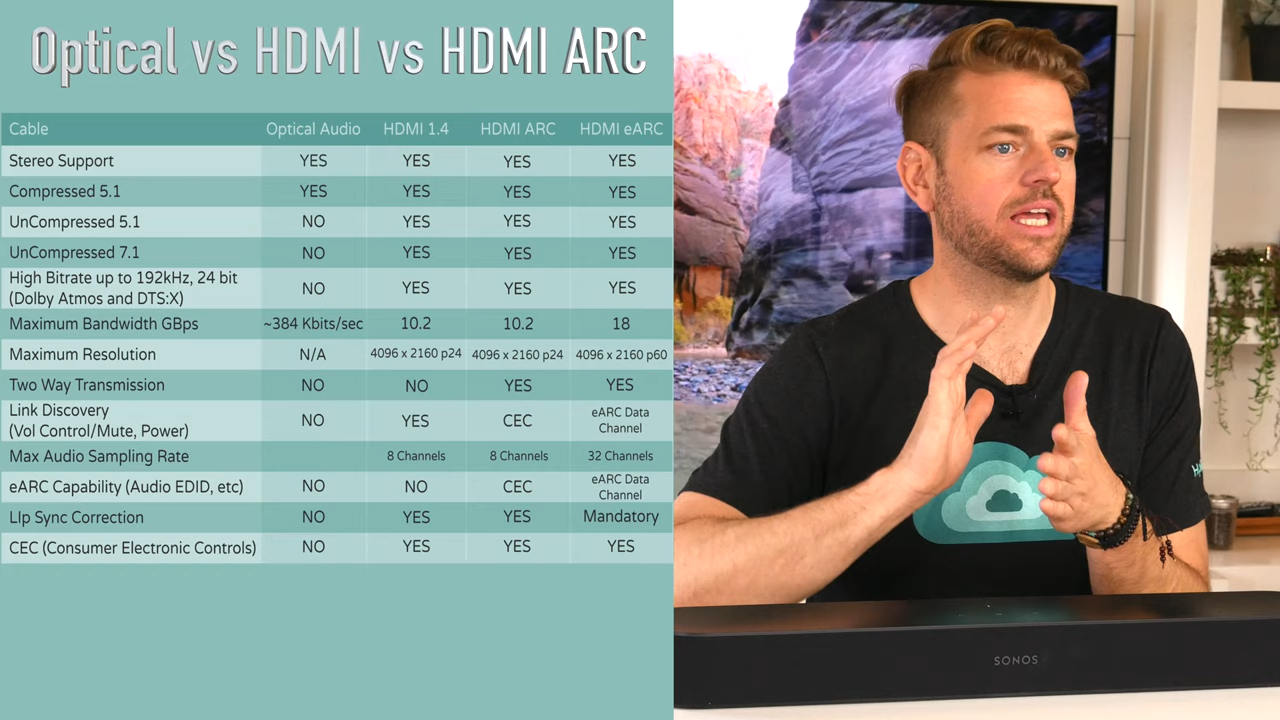 Optical vs HDMI vs HDMI ARC
Cable Optical Audio HDMI 1.4 HDMI ARC HDMI eARC
Stereo Support YES YES YES YES
Compressed 5.1 YES YES YES YES
UnCompressed 5.1 NO YES YES YES
UnCompressed 7.1 NO YES YES YES
High Bitrate up to 192kHz, 24 bit
(Dolby Atmos and DTS:X) NO YES YES YES
Maximum Bandwidth GBps ~384 Kbits/sec 10.2 10.2 18
Maximum Resolution N/A 4096 x 2160 p24 4096 x 2160 p24 4096 x 2160 p60
Two Way Transmission NO NO YES YES
Link Discovery
(Vol Control/Mute, Power) NO YES CEC eARC Data
Channel
Max Audio Sampling Rate 8 Channels 8 Channels 32 Channels
eARC Capability (Audio EDID, etc) NO NO CEC eARC Data
Channel
LIp Sync Correction NO YES YES Mandatory
CEC (Consumer Electronic Controls) NO YES YES YES
SONOS